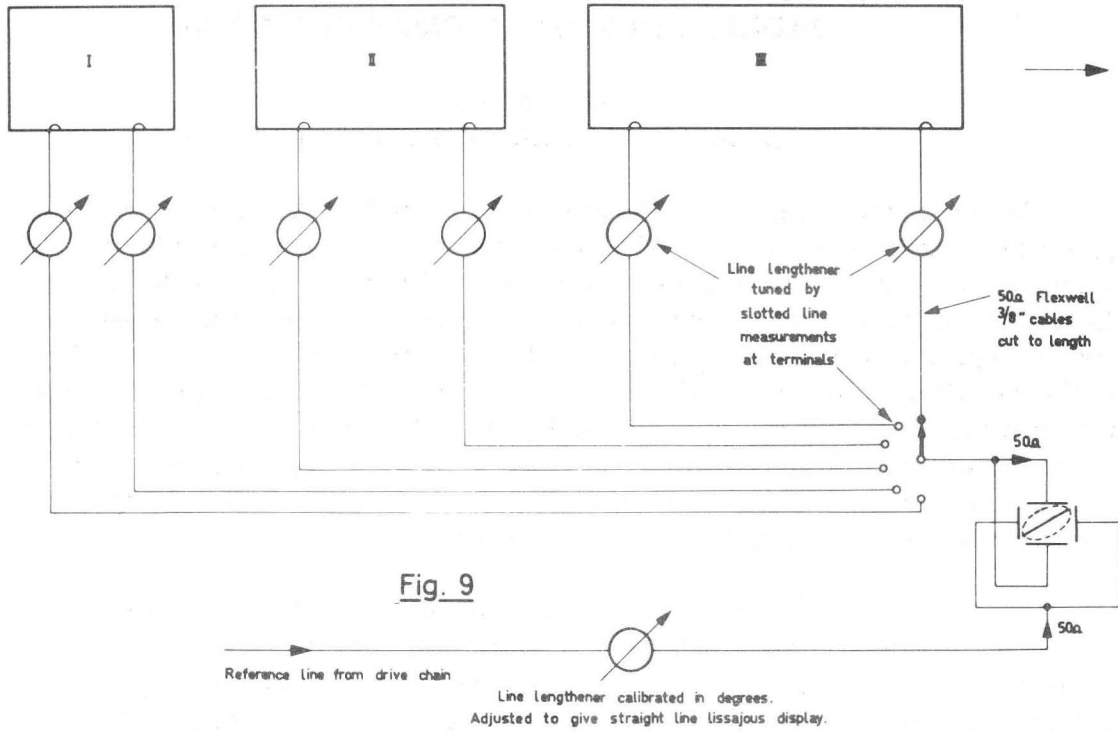 I
II
III
Line lengthener
tuned by
slotted line
measurements
at terminals
50Ω Flexwell
3/8" cables
cut to length
50Ω
50Ω
Fig. 9
Reference line from drive chain
Line lengthener calibrated in degrees.
Adjusted to give straight line lissajous display.